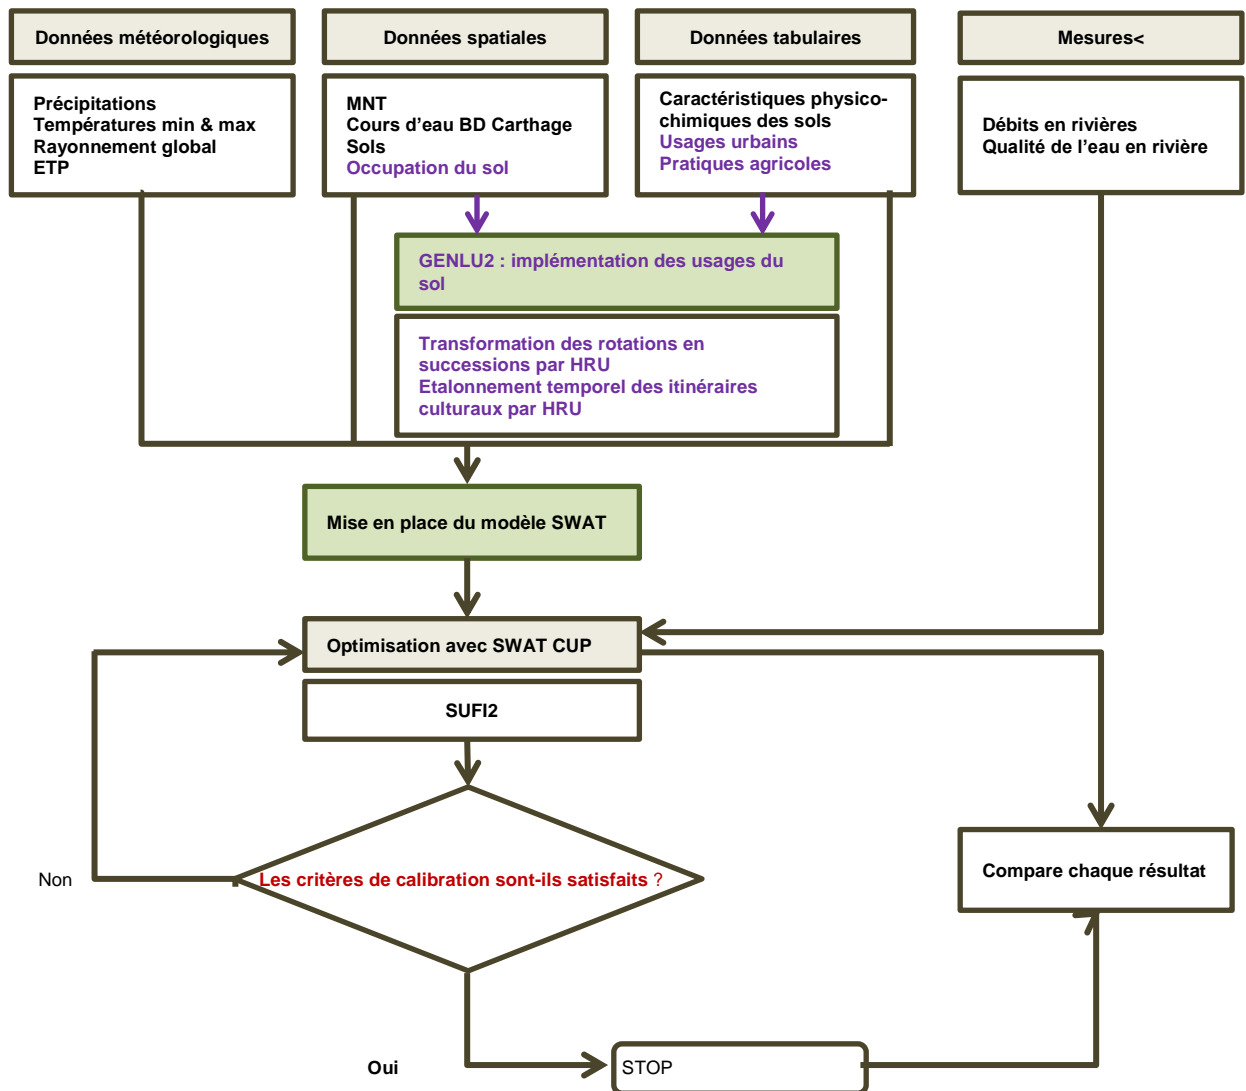 Données météorologiques
Données spatiales
Données tabulaires
Mesures<
Précipitations
Températures min & max
Rayonnement global
ETP
MNT
Cours d’eau BD Carthage
Sols
Occupation du sol
Caractéristiques physico-
chimiques des sols
Usages urbains
Pratiques agricoles
Débits en rivières
Qualité de l’eau en rivière
GENLU2 : implémentation des usages du
sol
Transformation des rotations en
successions par HRU
Etalonnement temporel des itinéraires
culturaux par HRU
Mise en place du modèle SWAT
Optimisation avec SWAT CUP
SUFI2
Non
Les critères de calibration sont-ils satisfaits ?
Compare chaque résultat
Oui
STOP